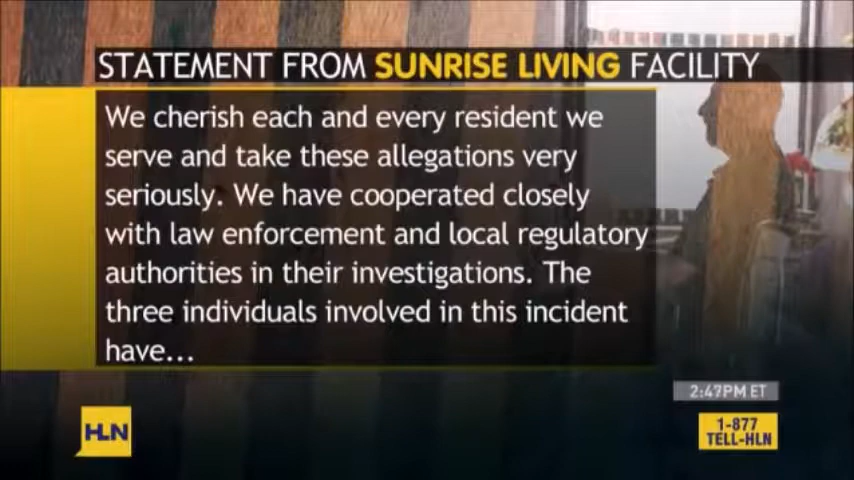 STATEMENT FROM SUNRISE LIVING FACILITY
We cherish each and every resident we
serve and take these allegations very
seriously. We have cooperated closely
with law enforcement and local regulatory
authorities in their investigations. The
three individuals involved in this incident
have...
2:47PM ET
HLN
1-877
TELL-HLN